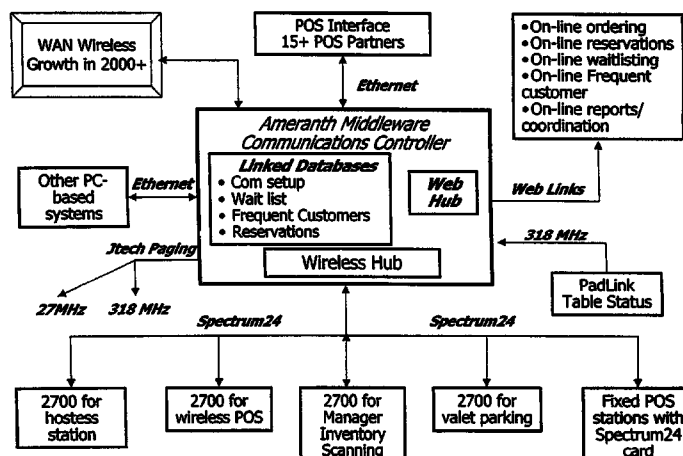 WAN Wireless
Growth in 2000+
POS Interface
15+ POS Partners
•On-line ordering
•On-line reservations
•On-line waitlisting
•On-line Frequent
customer
•On-line reports/
coordination
Ethernet
Ameranth Middleware
Communications Controller
Linked Databases
• Com setup
• Wait list
• Frequent Customers
• Reservations
Web
Hub
Wireless Hub
Other PC-
based
systems
Ethernet
Web Links
Jtech Paging
27MHz
318 MHz
318 MHz
PadLink
Table Status
Spectrum24
Spectrum24
2700 for
hostess
station
2700 for
wireless POS
2700 for
Manager
Inventory
Scanning
2700 for
valet parking
Fixed POS
stations with
Spectrum24
card